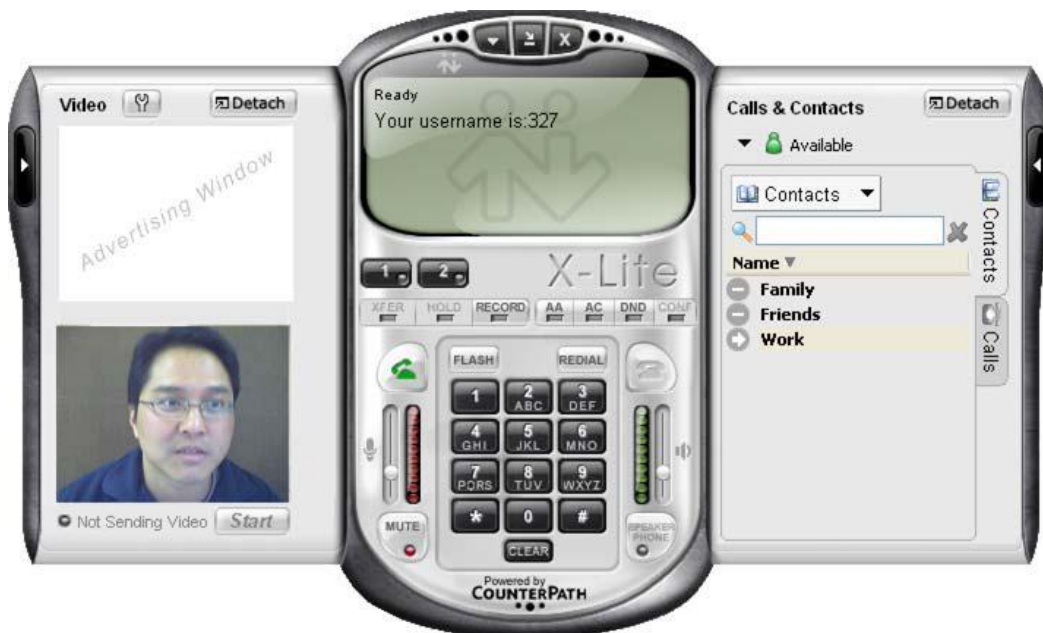 Video
Detach
Advertising Window
Not Sending Video
Start
X
Ready
Your username is:327
1
2
X-Lite
XFER
HOLD
RECORD
AA
AC
DND
CONF
FLASH
REDIAL
1
2
ABC
3
DEF
4
GHI
5
JKL
6
MNO
7
PQRS
8
TUV
9
WXYZ
*
0
#
MUTE
SPEAKER
PHONE
CLEAR
Powered by
COUNTERPATH
Calls & Contacts
Detach
Available
Contacts
Name
Family
Friends
Work
Contacts
Calls